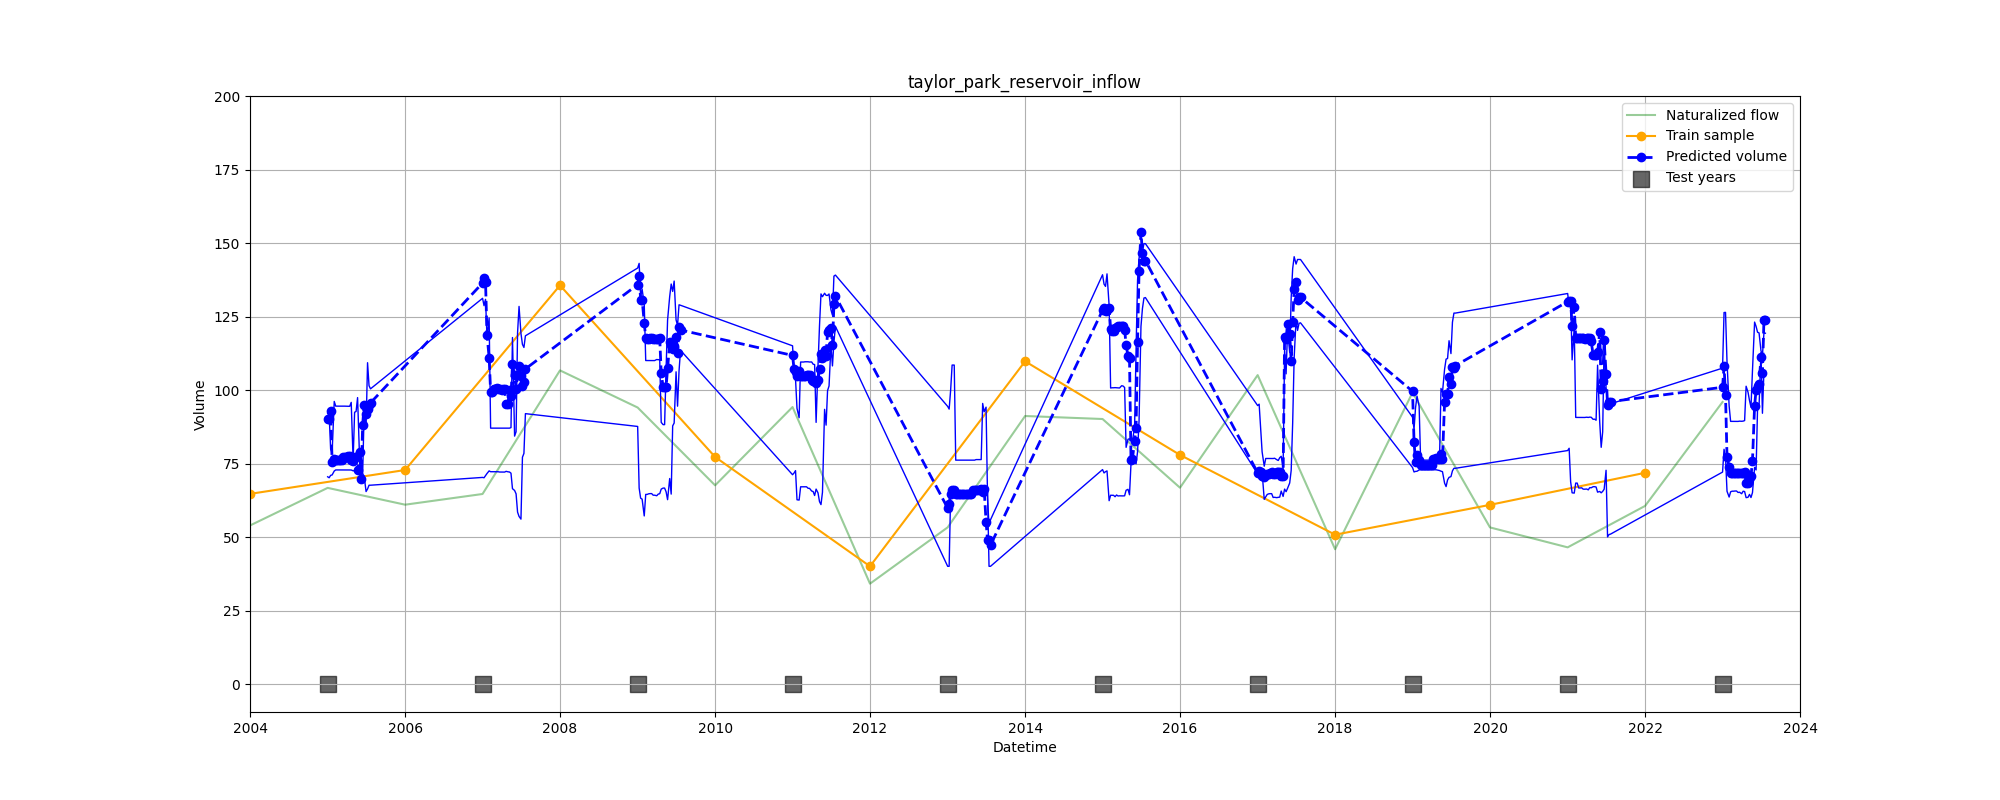 taylor_park_reservoir_inflow
200
175
150
125
100
75
50
25
0
Volume
Naturalized flow
Train sample
Predicted volume
Test years
2004 2006 2008 2010 2012 2014 2016 2018 2020 2022 2024
Datetime